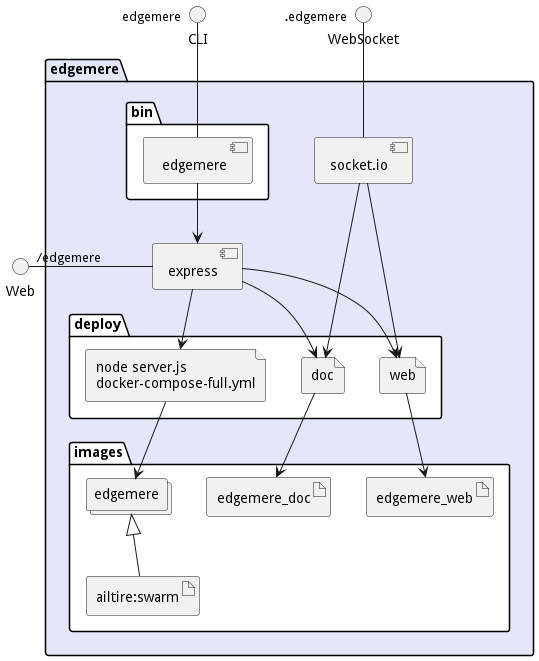 edgemere
.edgemere
CLI
WebSocket
edgemere
bin
edgemere
socket.io
/edgemere
express
Web
deploy
node server.js
docker-compose-full.yml
doc
web
images
edgemere
edgemere_doc
edgemere_web
ailtire:swarm